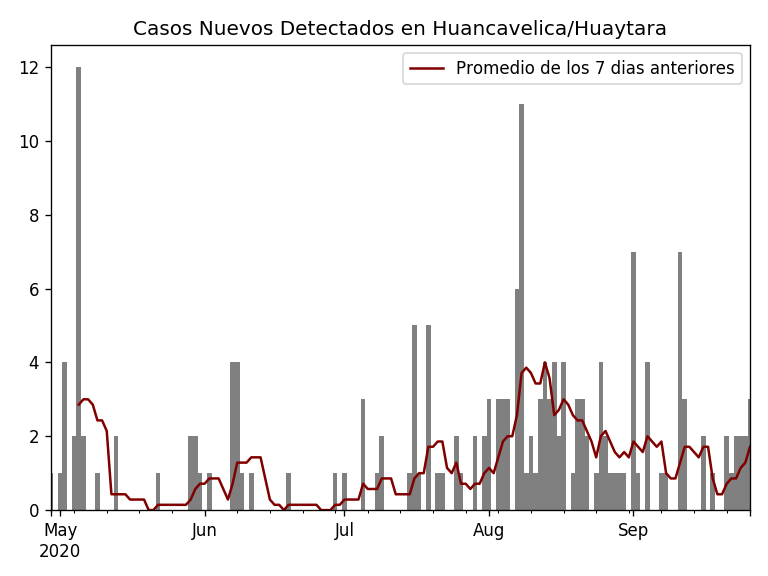 Casos Nuevos Detectados en Huancavelica/Huaytara
Promedio de los 7 dias anteriores
12
10
8
6
4
2
0
May Jun Jul Aug Sep
2020